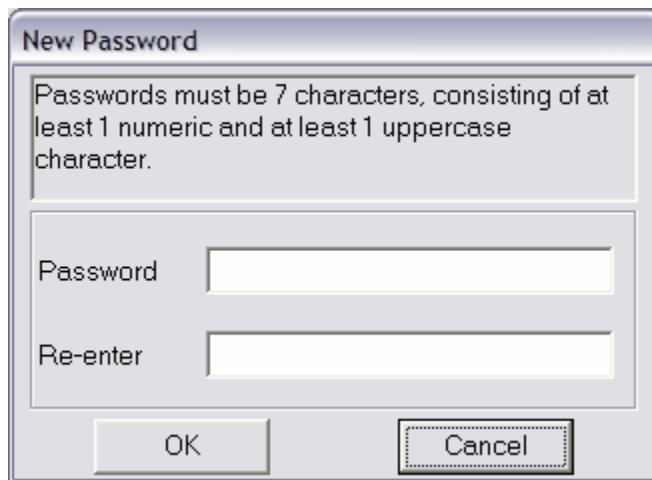 New Password
Passwords must be 7 characters, consisting of at
least 1 numeric and at least 1 uppercase
character.
Password
Re-enter
OK
Cancel